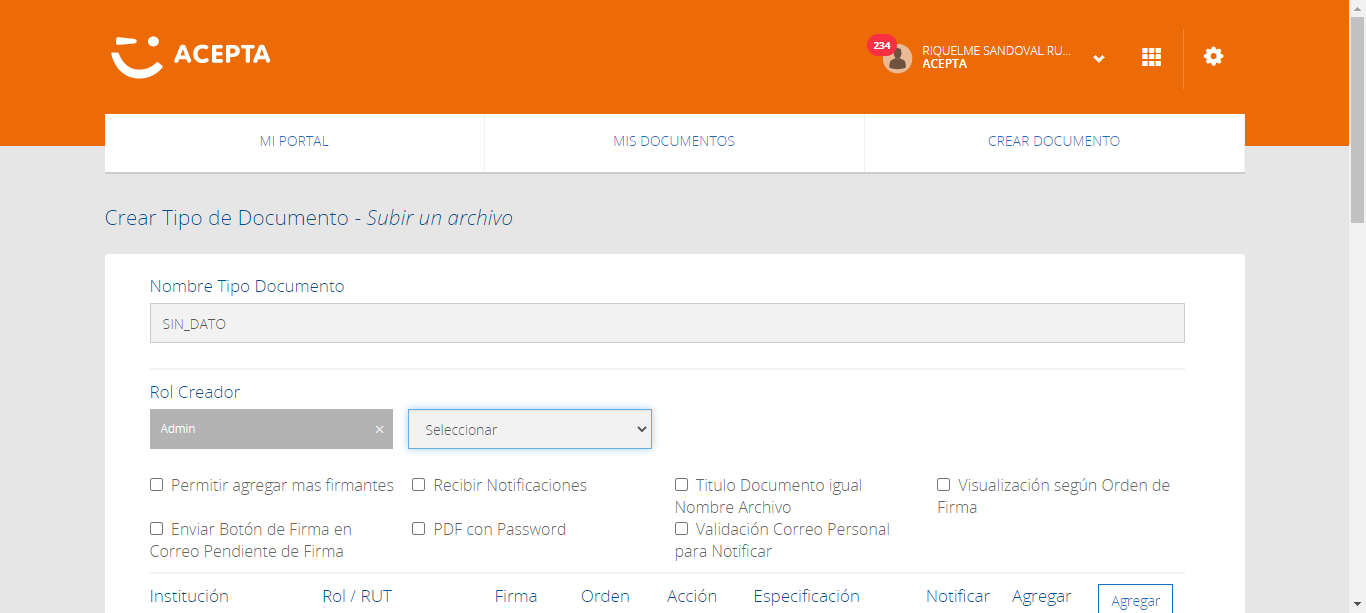 ACEPTA
234
RIQUELME SANDOVAL RU...
ACEPTA
MI PORTAL
MIS DOCUMENTOS
CREAR DOCUMENTO
Crear Tipo de Documento - Subir un archivo
Nombre Tipo Documento
SIN_DATO
Rol Creador
Admin ×
Seleccionar
Permitir agregar mas firmantes
Recibir Notificaciones
Titulo Documento igual
Nombre Archivo
Visualización según Orden de
Firma
Enviar Botón de Firma en
Correo Pendiente de Firma
PDF con Password
Validación Correo Personal
para Notificar
Institución Rol / RUT Firma Orden Acción Especificación Notificar Agregar Agregar